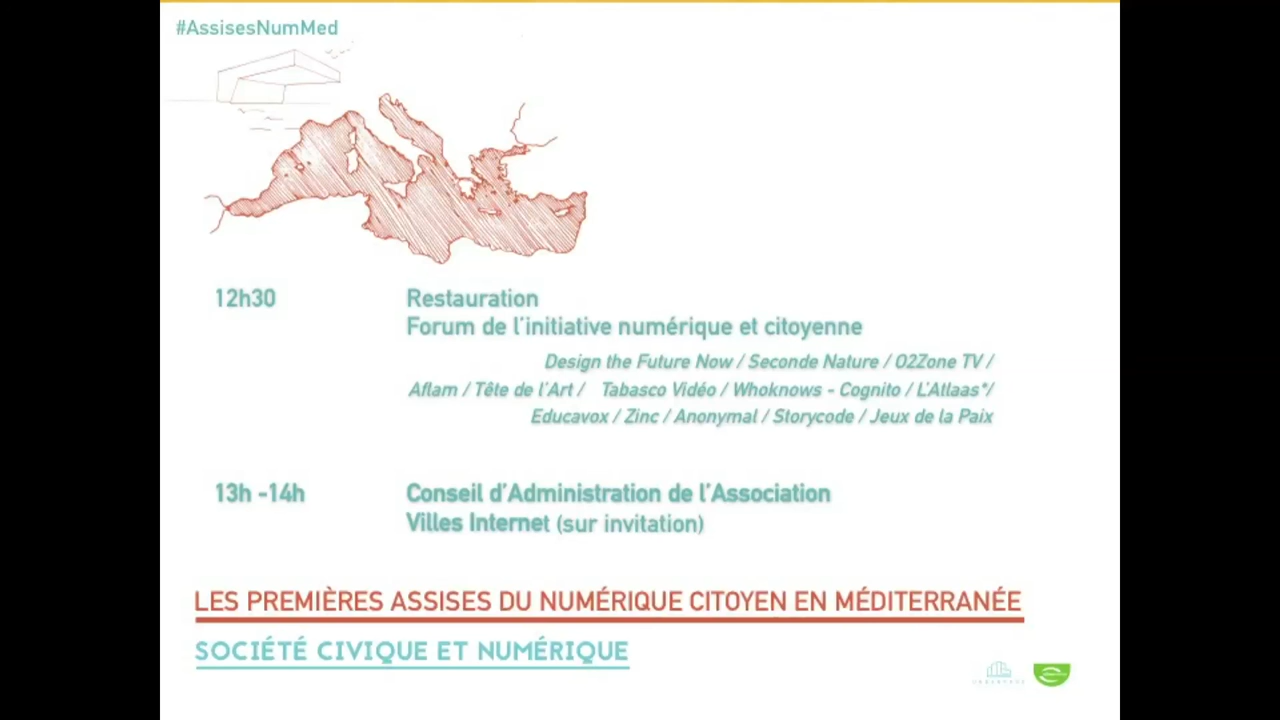 #AssisesNumMed
12h30
Restauration
Forum de l'initiative numérique et citoyenne
Design the Future Now / Seconde Nature / O2Zone TV /
Aflam / Tête de l'Art / Tabasco Vidéo / Whoknows - Cognito / L'Atlaas*/
Educavox / Zinc / Anonymal / Storycode / Jeux de la Paix
13h -14h
Conseil d'Administration de l'Association
Villes Internet (sur invitation)
LES PREMIÈRES ASSISES DU NUMÉRIQUE CITOYEN EN MÉDITERRANÉE
SOCIÉTÉ CIVIQUE ET NUMÉRIQUE